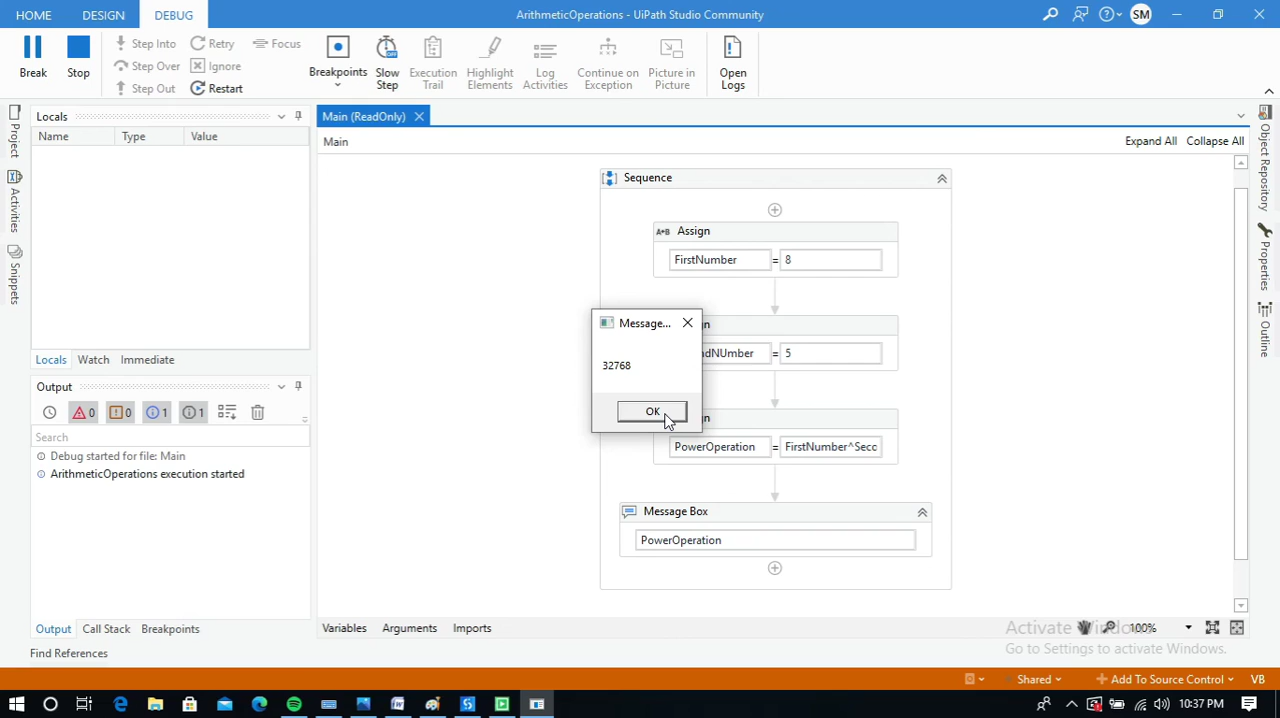 HOME DESIGN DEBUG ArithmeticOperations - UiPath Studio Community SM
Break Stop Step Into Step Over Step Out Retry Ignore Restart Focus Breakpoints Slow Step Execution Trail Highlight Elements Log Activities Continue on Exception Picture in Picture Open Logs
Locals
Name Type Value
Locals Watch Immediate
Output
0 0 1 1
Search
Debug started for file: Main
ArithmeticOperations execution started
Output Call Stack Breakpoints
Find References
Project
Activities
Snippets
Main (ReadOnly)
Main Expand All Collapse All
Sequence
A+B Assign
FirstNumber = 8
Message...
32768
OK
gn
ndNUmber = 5
gn
PowerOperation = FirstNumber^Seco
Message Box
PowerOperation
Variables Arguments Imports 100%
Activate Windows
Go to Settings to activate Windows.
Object Repository
Properties
Outline
Shared Add To Source Control VB
10:37 PM